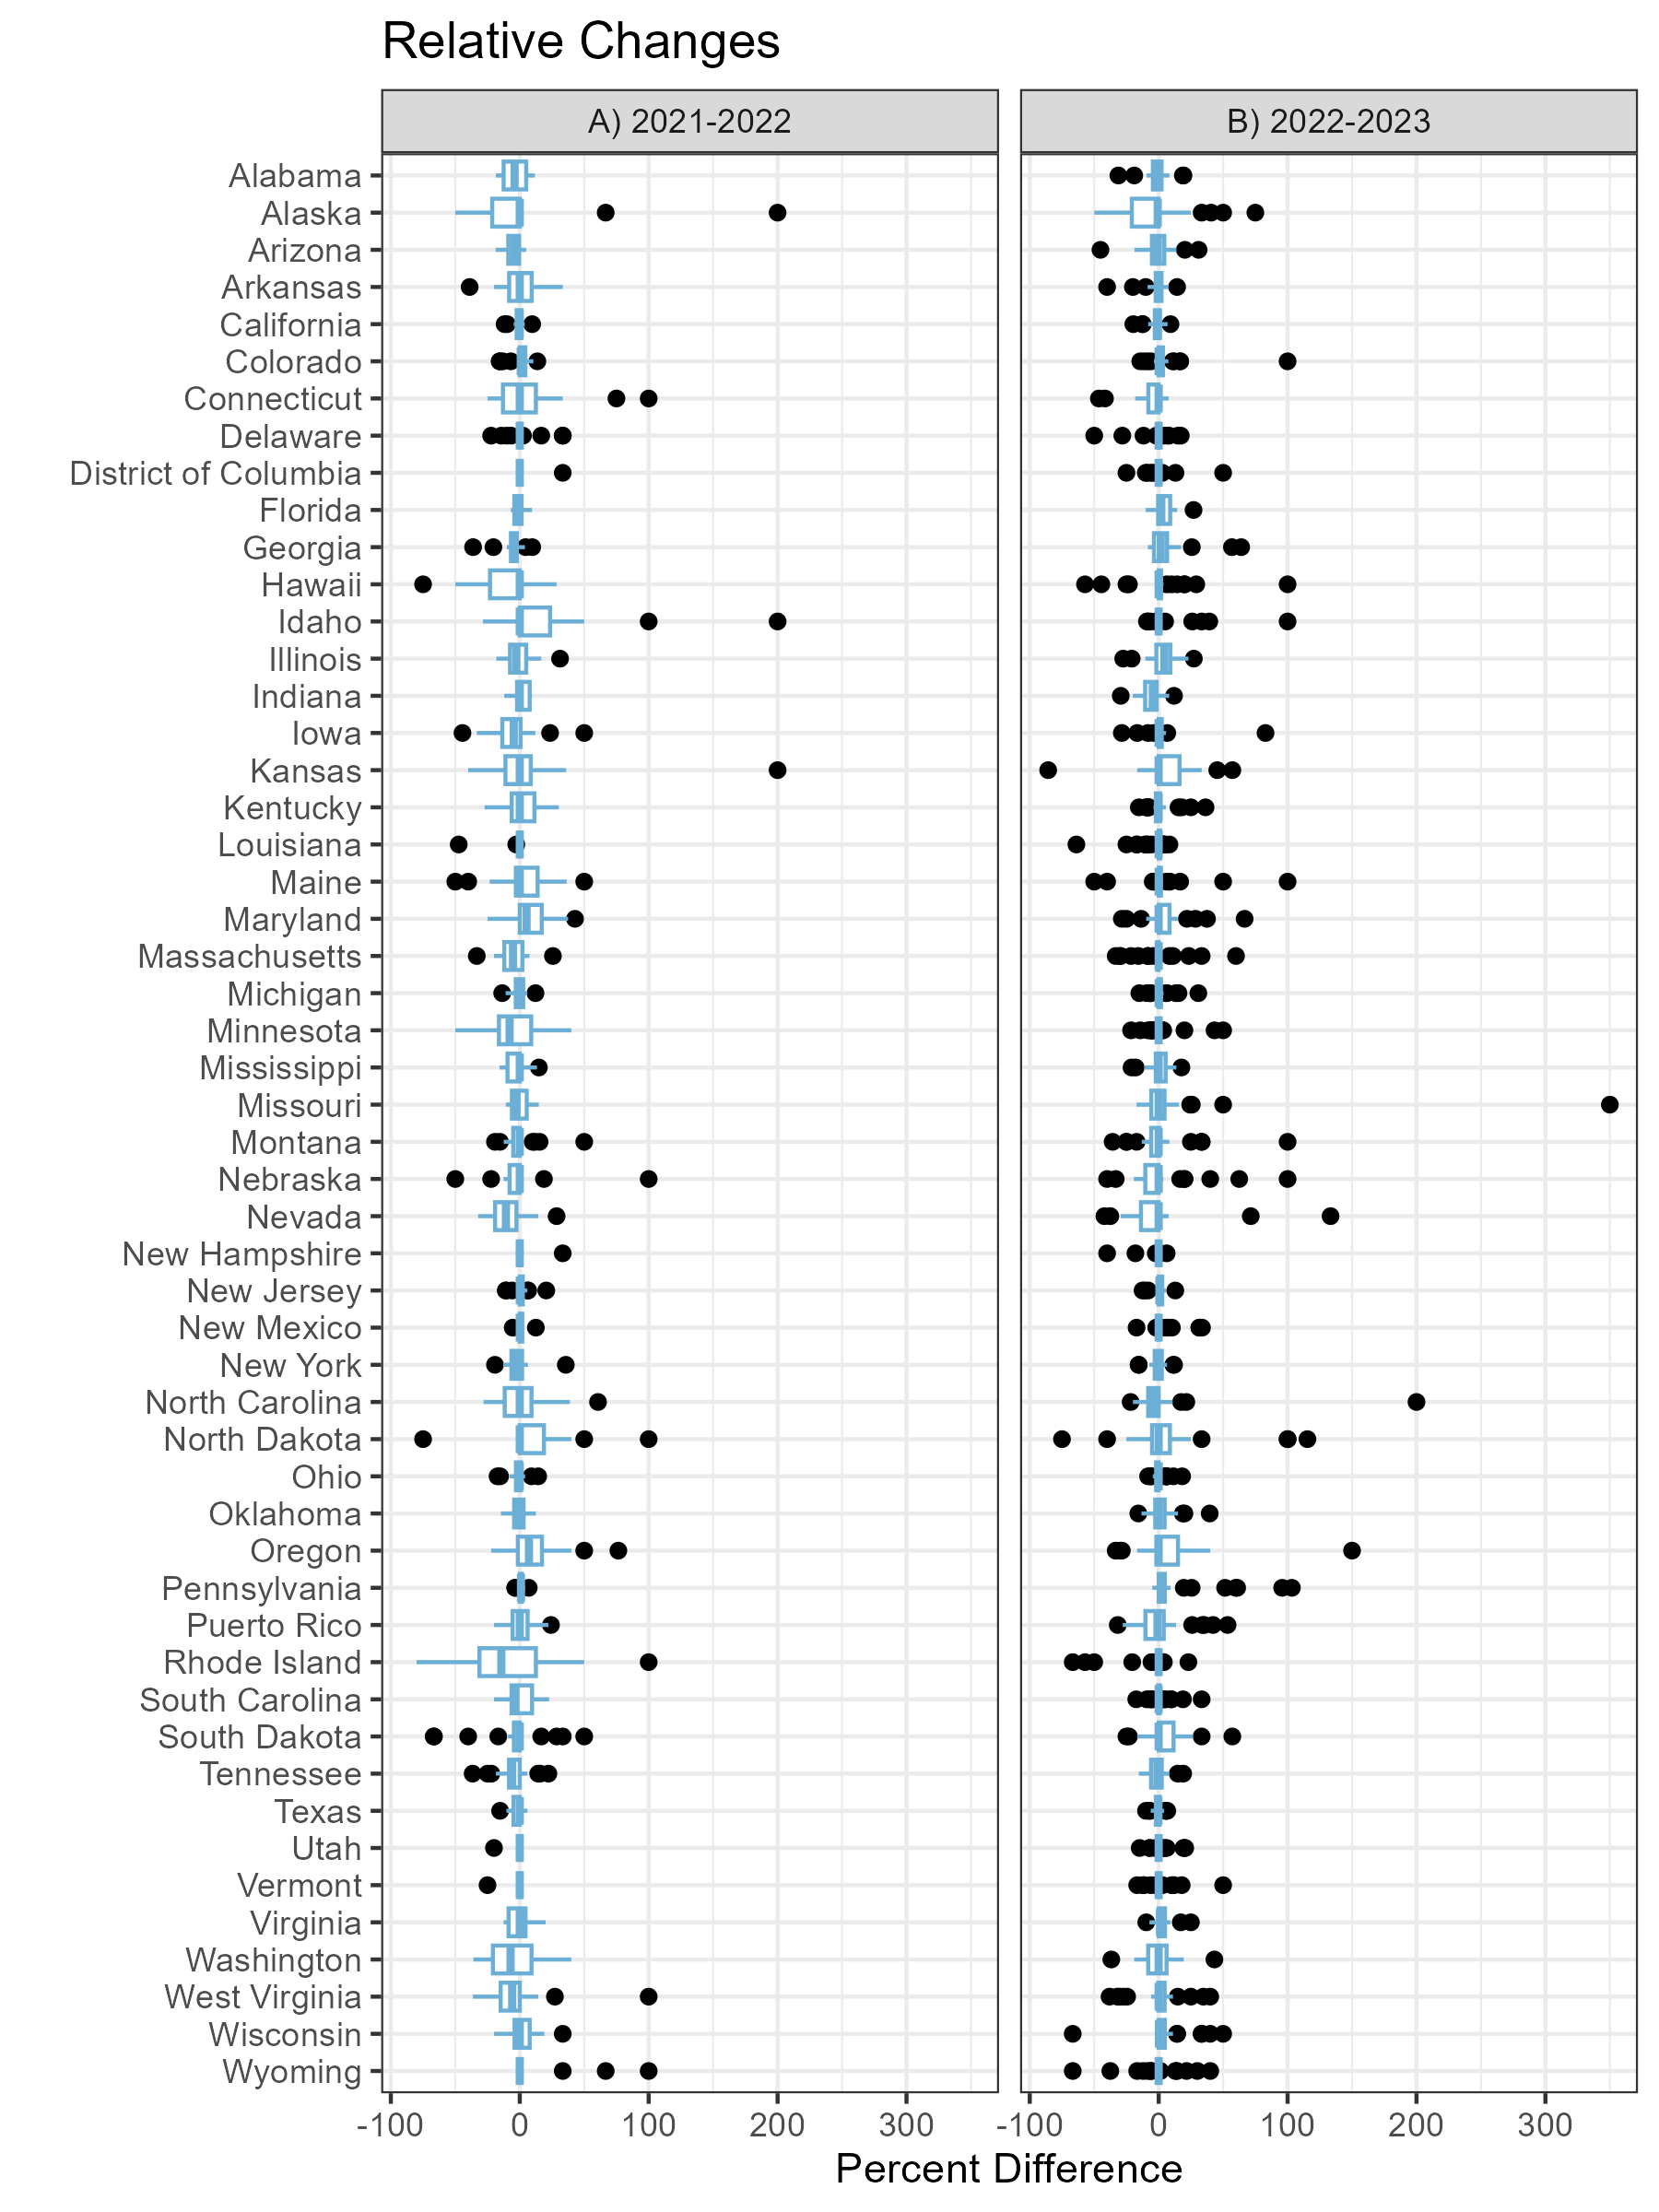 Relative Changes
A) 2021-2022
B) 2022-2023
Alabama
Alaska
Arizona
Arkansas
California
Colorado
Connecticut
Delaware
District of Columbia
Florida
Georgia
Hawaii
Idaho
Illinois
Indiana
Iowa
Kansas
Kentucky
Louisiana
Maine
Maryland
Massachusetts
Michigan
Minnesota
Mississippi
Missouri
Montana
Nebraska
Nevada
New Hampshire
New Jersey
New Mexico
New York
North Carolina
North Dakota
Ohio
Oklahoma
Oregon
Pennsylvania
Puerto Rico
Rhode Island
South Carolina
South Dakota
Tennessee
Texas
Utah
Vermont
Virginia
Washington
West Virginia
Wisconsin
Wyoming
-100 0 100 200 300 -100 0 100 200 300
Percent Difference